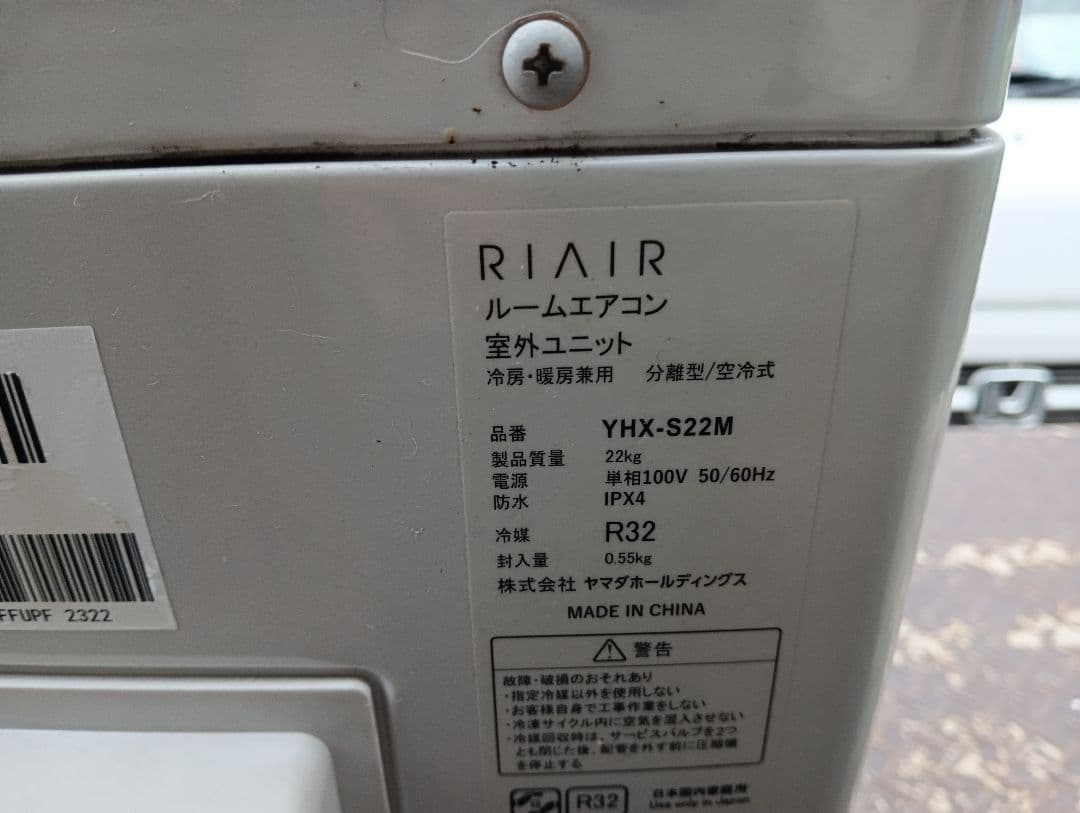 RIAIR
ルームエアコン
室外ユニット
冷房・暖房兼用 分離型/空冷式
品番 YHX-S22M
製品質量 22kg
電源 単相100V 50/60Hz
防水 IPX4
冷媒 R32
封入量 0.55kg
株式会社 ヤマダホールディングス
MADE IN CHINA
警告
故障・破損のおそれあり
・指定冷媒以外を使用しない
・お客様自身で工事作業をしない
・冷凍サイクル内に空気を混入させない
・冷媒回収時は、サービスバルブを2つ
とも閉じた後、配管を外す前に圧縮機
を停止する
R32
日本国内家庭用
Use only in Japan
FFUPF 2322